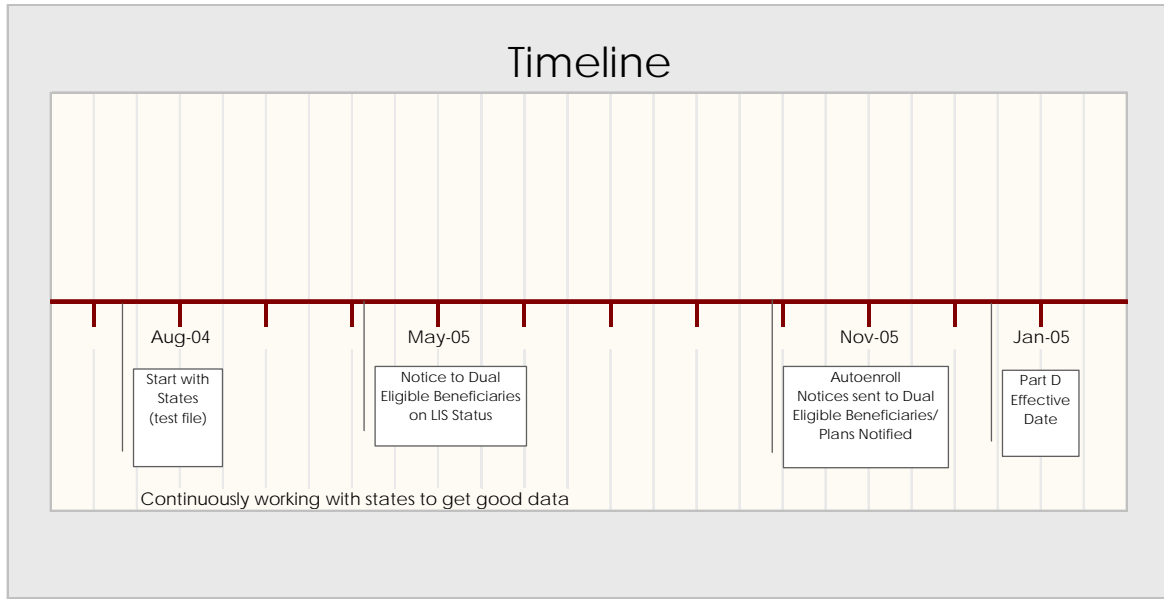 Timeline
Aug-04
May-05
Nov-05
Jan-05
Start with
States
(test file)
Notice to Dual
Eligible Beneficiaries
on LIS Status
Autoenroll
Notices sent to Dual
Eligible Beneficiaries/
Plans Notified
Part D
Effective
Date
Continuously working with states to get good data